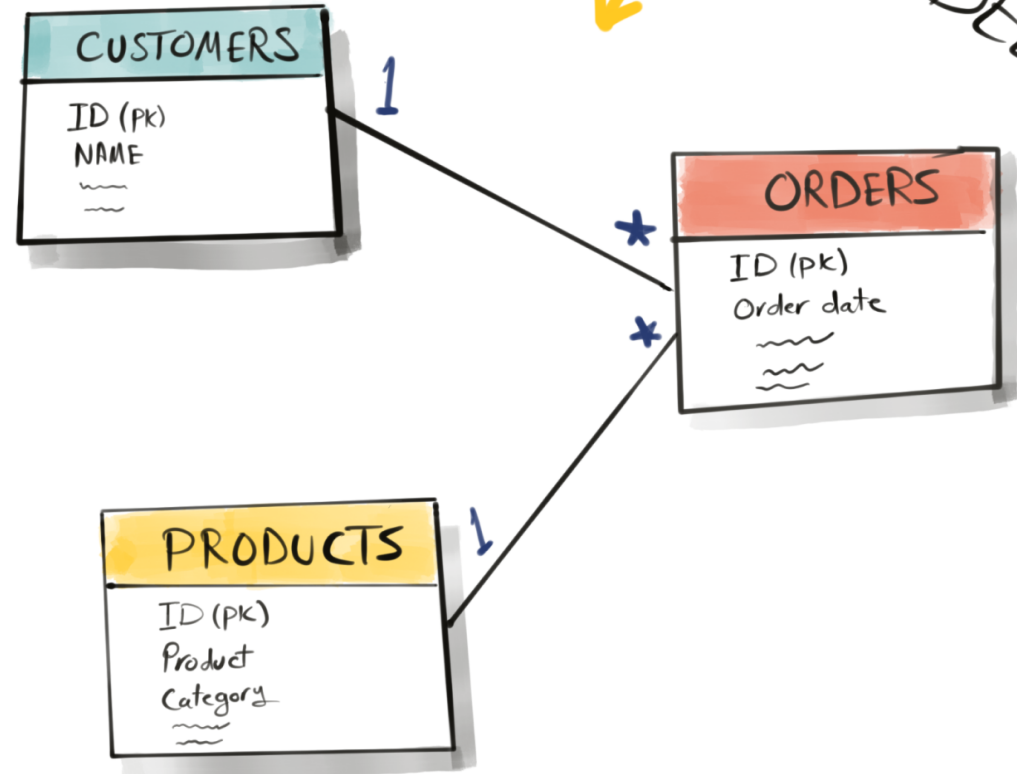 CUSTOMERS
ID (PK)
NAME
1
*
ORDERS
ID (PK)
Order date
*
1
PRODUCTS
ID (PK)
Product
Category